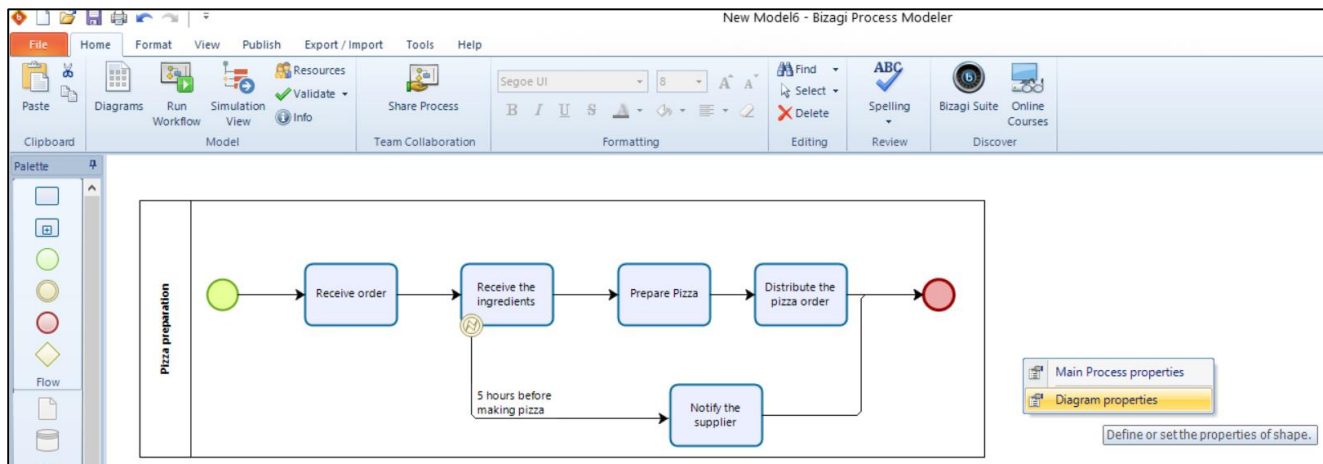 New Model6 - Bizagi Process Modeler
File Home Format View Publish Export / Import Tools Help
Paste
Clipboard
Diagrams
Run Workflow
Simulation View
Resources
Validate
Info
Model
Share Process
Team Collaboration
Segoe UI 8 A A
B I U S A
Formatting
Find
Select
Delete
Editing
ABC
Spelling
Review
Bizagi Suite
Online Courses
Discover
Palette
Flow
Pizza preparation
Receive order
Receive the
ingredients
Prepare Pizza
Distribute the
pizza order
5 hours before
making pizza
Notify the
supplier
Main Process properties
Diagram properties
Define or set the properties of shape.